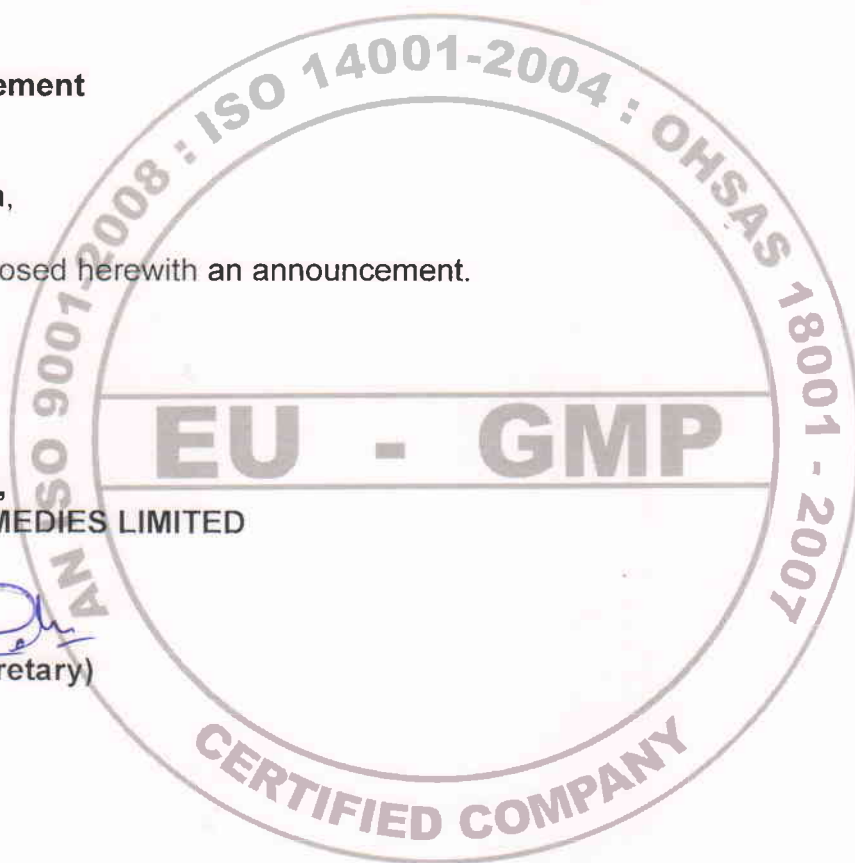 ement
,
osed herewith an announcement.
,
MEDIES LIMITED
retary)
AN ISO 9001-2008 : ISO 14001-2004 : OHSAS 18001 - 2007
EU - GMP
CERTIFIED COMPANY